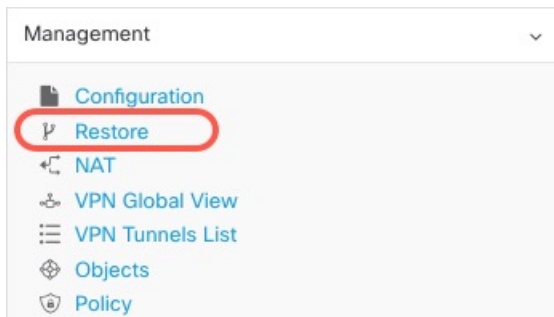 Management
Configuration
Restore
NAT
VPN Global View
VPN Tunnels List
Objects
Policy